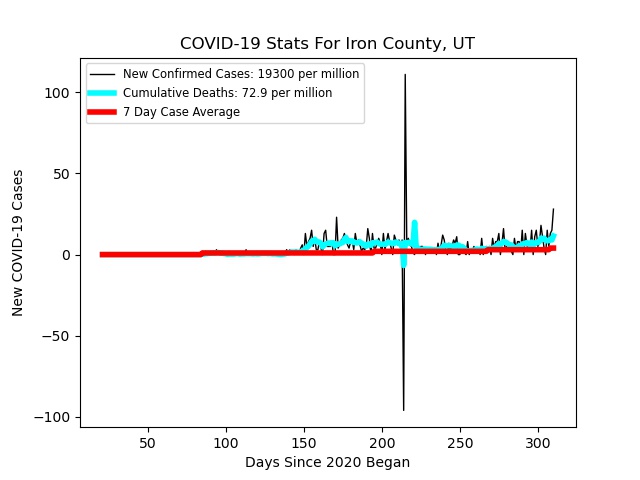 COVID-19 Stats For Iron County, UT
New Confirmed Cases: 19300 per million
Cumulative Deaths: 72.9 per million
7 Day Case Average
New COVID-19 Cases
100
50
0
−50
−100
50 100 150 200 250 300
Days Since 2020 Began